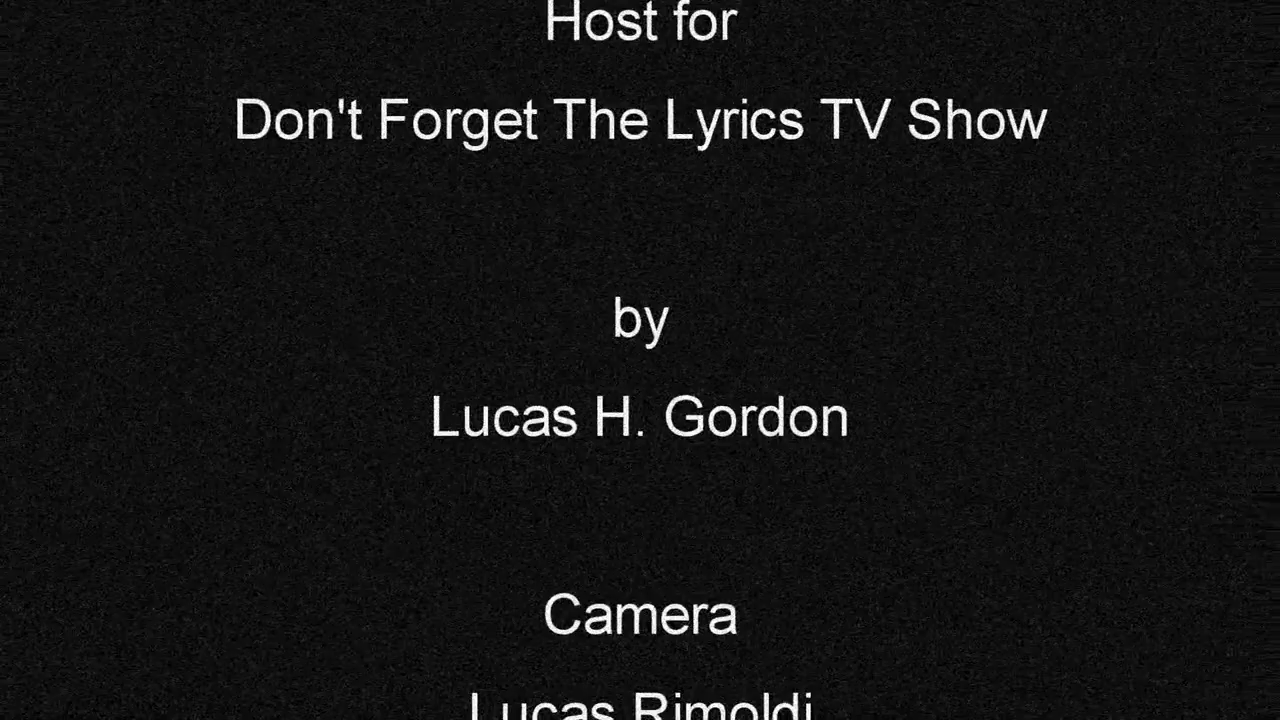 Host for
Don't Forget The Lyrics TV Show
by
Lucas H. Gordon
Camera
Lucas Rimoldi